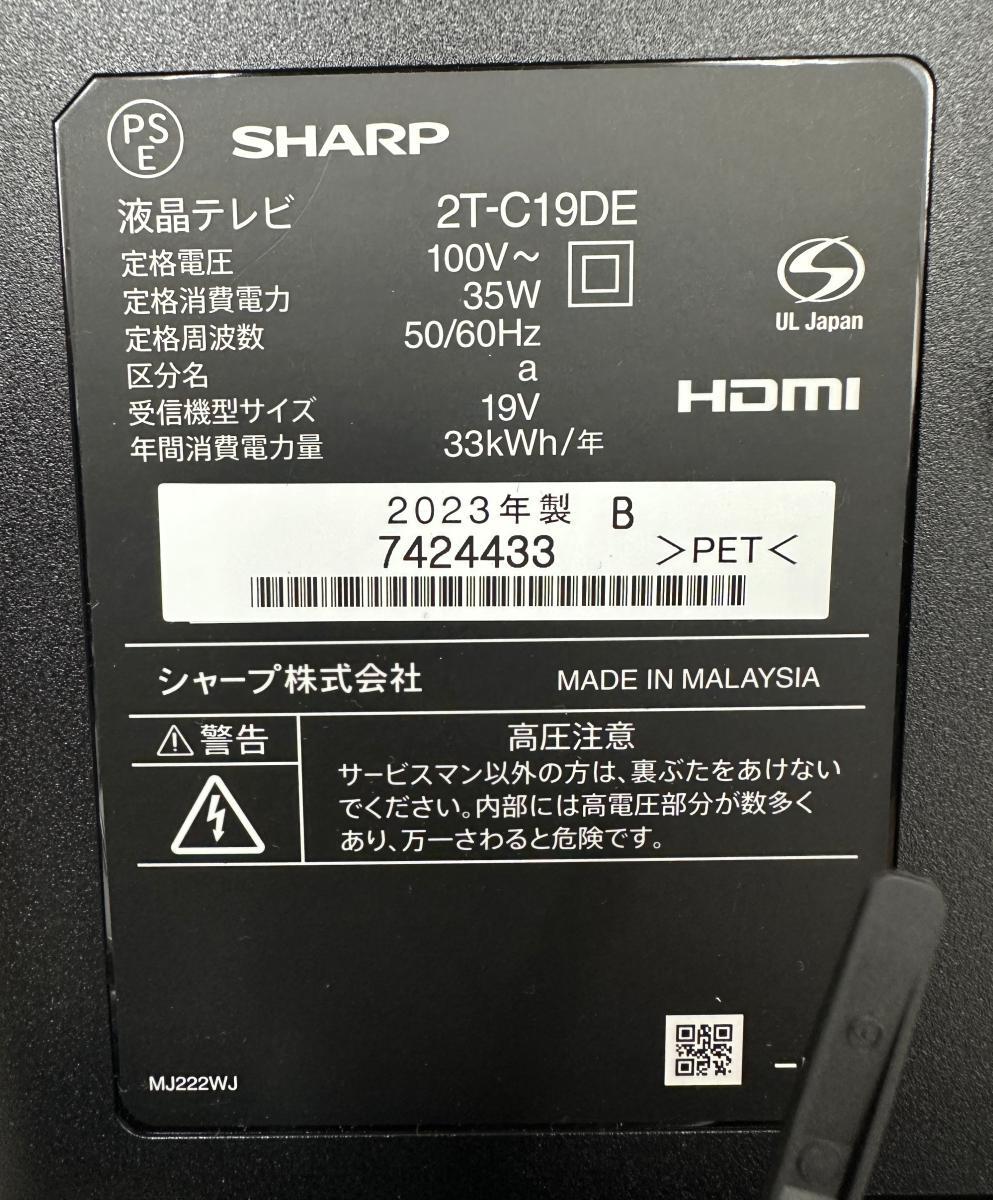 PSE SHARP
液晶テレビ 2T-C19DE
定格電圧 100V～
定格消費電力 35W
定格周波数 50/60Hz
区分名 a
受信機型サイズ 19V
年間消費電力量 33kWh/年
UL Japan
HDMI
2023年製 B
7424433 >PET<
シャープ株式会社 MADE IN MALAYSIA
⚠警告
高圧注意
サービスマン以外の方は、裏ぶたをあけない
でください。内部には高電圧部分が数多く
あり、万一さわると危険です。
MJ222WJ